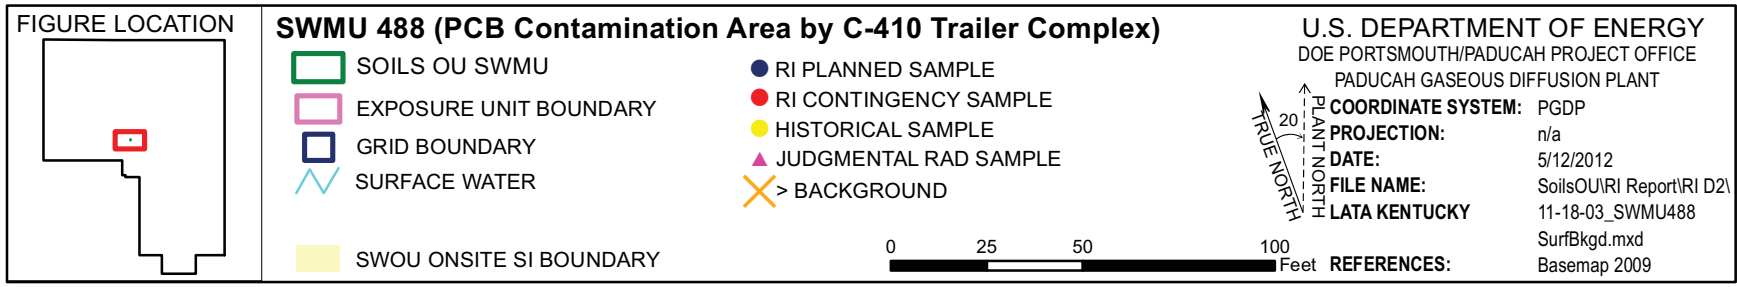 FIGURE LOCATION
SWMU 488 (PCB Contamination Area by C-410 Trailer Complex)
SOILS OU SWMU
EXPOSURE UNIT BOUNDARY
GRID BOUNDARY
SURFACE WATER
SWOU ONSITE SI BOUNDARY
RI PLANNED SAMPLE
RI CONTINGENCY SAMPLE
HISTORICAL SAMPLE
JUDGMENTAL RAD SAMPLE
> BACKGROUND
0 25 50 100
Feet
U.S. DEPARTMENT OF ENERGY
DOE PORTSMOUTH/PADUCAH PROJECT OFFICE
PADUCAH GASEOUS DIFFUSION PLANT
TRUE NORTH
20
PLANT NORTH
COORDINATE SYSTEM: PGDP
PROJECTION: n/a
DATE: 5/12/2012
FILE NAME: SoilsOU\RI Report\RI D2\
LATA KENTUCKY 11-18-03_SWMU488
SurfBkgd.mxd
REFERENCES: Basemap 2009